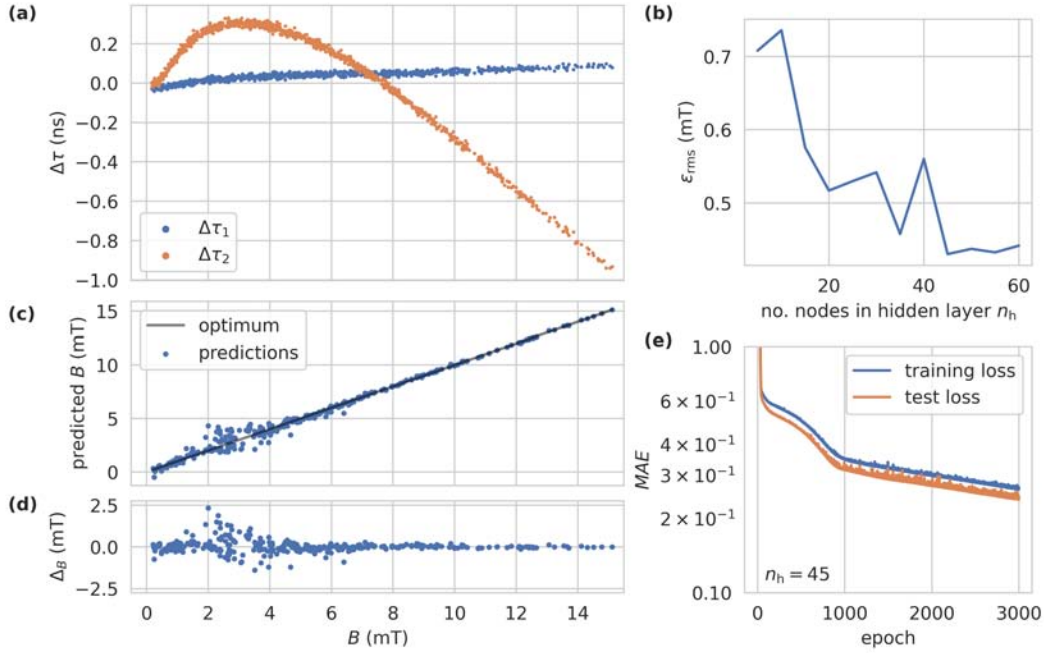 (a)
0.2
0.0
−0.2
−0.4
−0.6
−0.8
−1.0
Δτ (ns)
Δτ₁
Δτ₂
(b)
0.7
0.6
0.5
ε_rms (mT)
20 40 60
no. nodes in hidden layer n_h
(c)
15
10
5
0
predicted B (mT)
optimum
predictions
(d)
2.5
0.0
−2.5
Δ_B (mT)
0 2 4 6 8 10 12 14
B (mT)
(e)
1.00
6 × 10⁻¹
4 × 10⁻¹
3 × 10⁻¹
2 × 10⁻¹
0.10
MAE
training loss
test loss
n_h = 45
0 1000 2000 3000
epoch